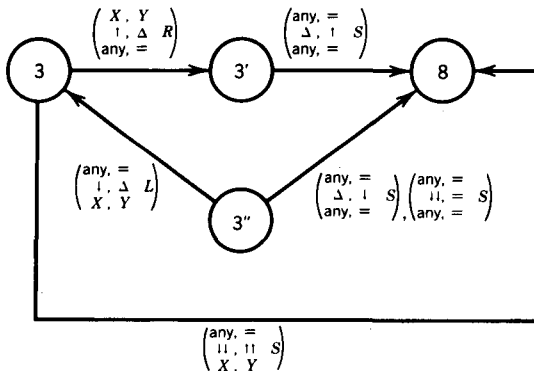 X, Y
↑, Δ R
any, =
any, =
Δ, ↑ S
any, =
3
3′
8
any, =
↓, Δ L
X, Y
3″
any, =
Δ, ↓ S
any, =
,
any, =
↓↓, = S
any, =
any, =
↓↓, ↑↑ S
X, Y